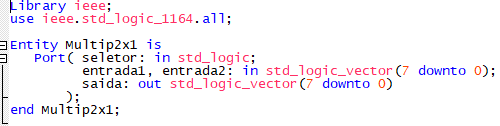 Library ieee;
use ieee.std_logic_1164.all;
Entity Multip2x1 is
Port( seletor: in std_logic;
entrada1, entrada2: in std_logic_vector(7 downto 0);
saida: out std_logic_vector(7 downto 0)
);
end Multip2x1;